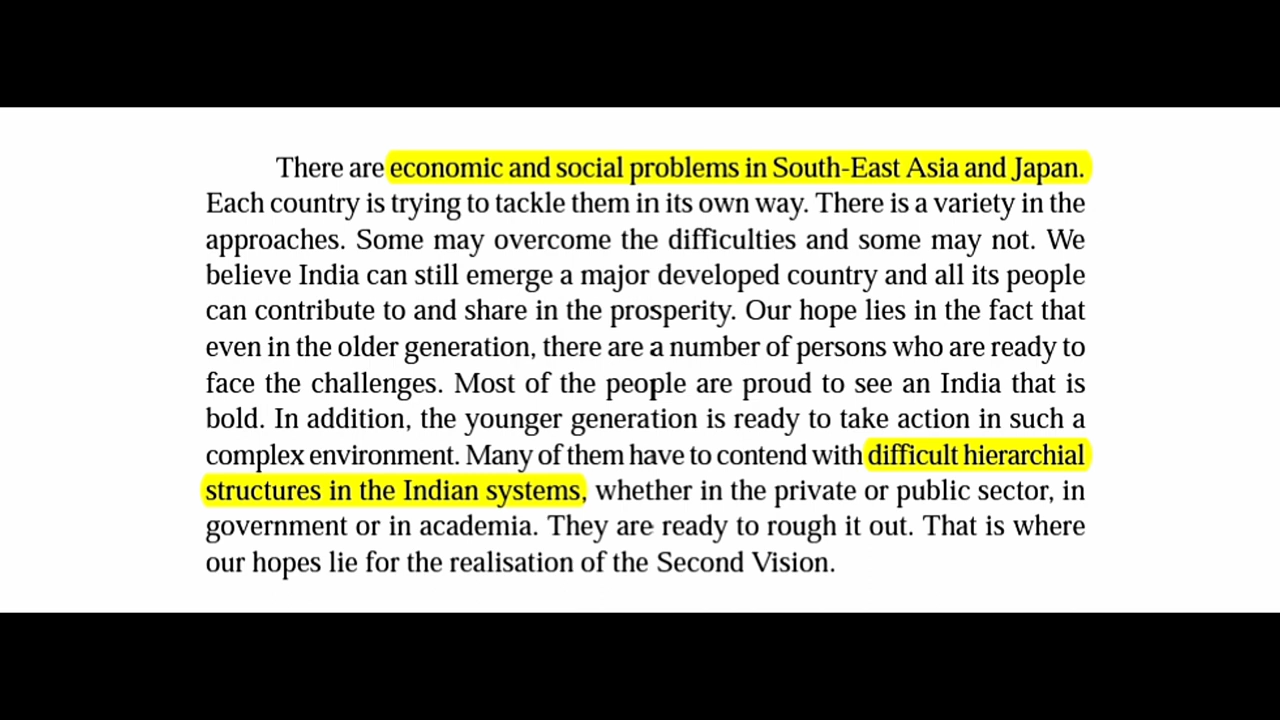 There are economic and social problems in South-East Asia and Japan.
Each country is trying to tackle them in its own way. There is a variety in the
approaches. Some may overcome the difficulties and some may not. We
believe India can still emerge a major developed country and all its people
can contribute to and share in the prosperity. Our hope lies in the fact that
even in the older generation, there are a number of persons who are ready to
face the challenges. Most of the people are proud to see an India that is
bold. In addition, the younger generation is ready to take action in such a
complex environment. Many of them have to contend with difficult hierarchial
structures in the Indian systems, whether in the private or public sector, in
government or in academia. They are ready to rough it out. That is where
our hopes lie for the realisation of the Second Vision.